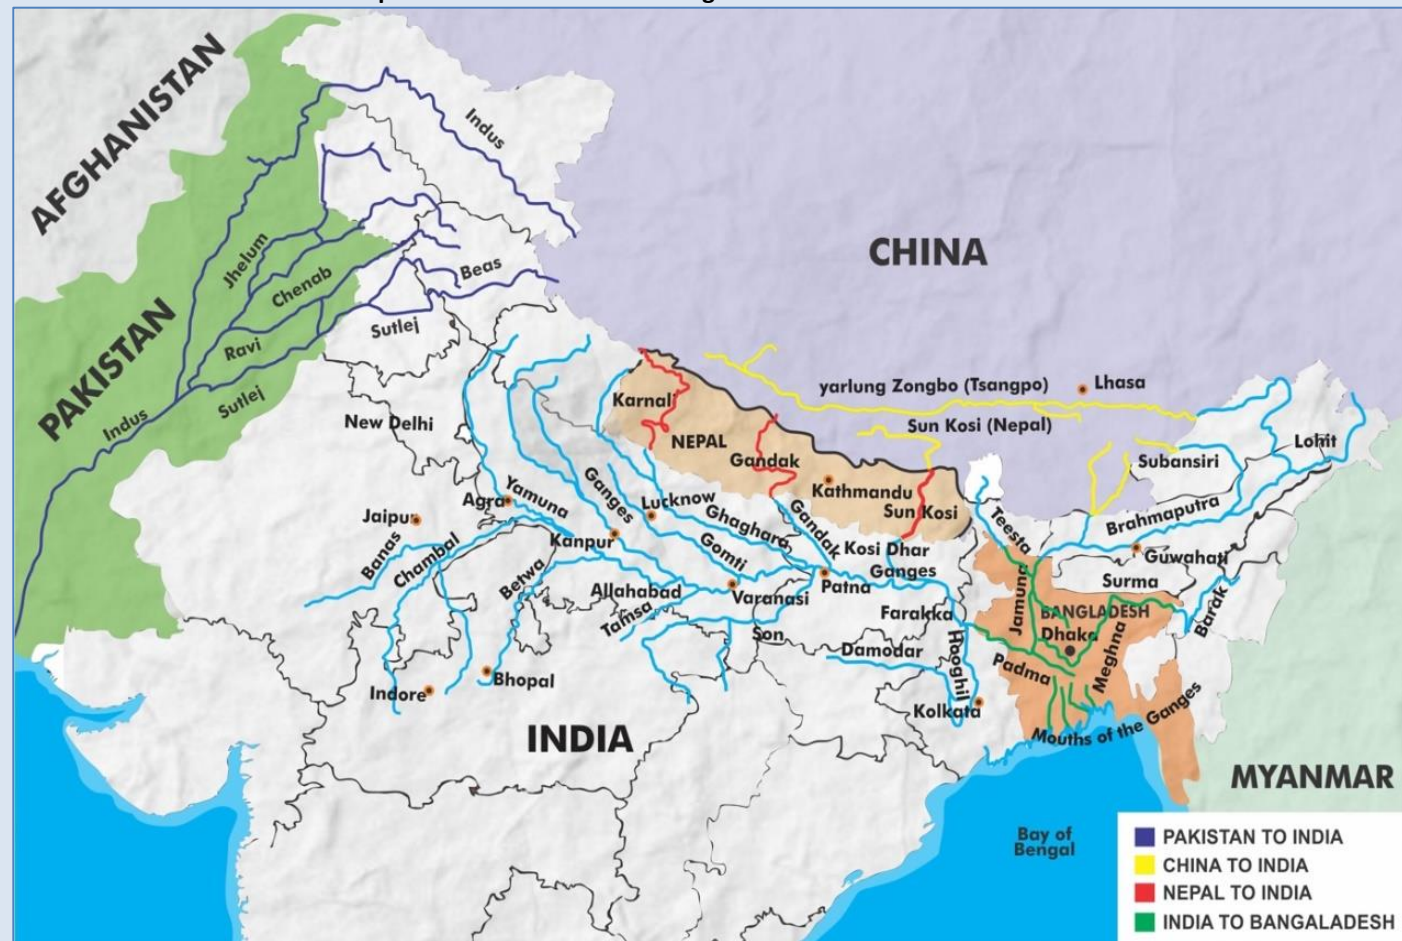 AFGHANISTAN
Indus
CHINA
Jhelum
Chenab
Beas
PAKISTAN
Ravi
Sutlej
Sutlej
Indus
New Delhi
Karnali
NEPAL
Gandak
Kathmandu
Sun Kosi
yarlung Zongbo (Tsangpo)
Lhasa
Sun Kosi (Nepal)
Subansiri
Lohit
Brahmaputra
Guwahati
Surma
Barak
Teesta
Agra
Yamuna
Ganges
Lucknow
Ghaghara
Gandak
Kosi Dhar
Ganges
Jaipur
Banas
Chambal
Kanpur
Gomti
Betwa
Allahabad
Tamsa
Varanasi
Patna
Farakka
Son
Damodar
Hooghil
Kolkata
Jamuna
BANGLADESH
Dhaka
Padma
Meghna
Mouths of the Ganges
Indore
Bhopal
INDIA
MYANMAR
Bay of
Bengal
PAKISTAN TO INDIA
CHINA TO INDIA
NEPAL TO INDIA
INDIA TO BANGALADESH